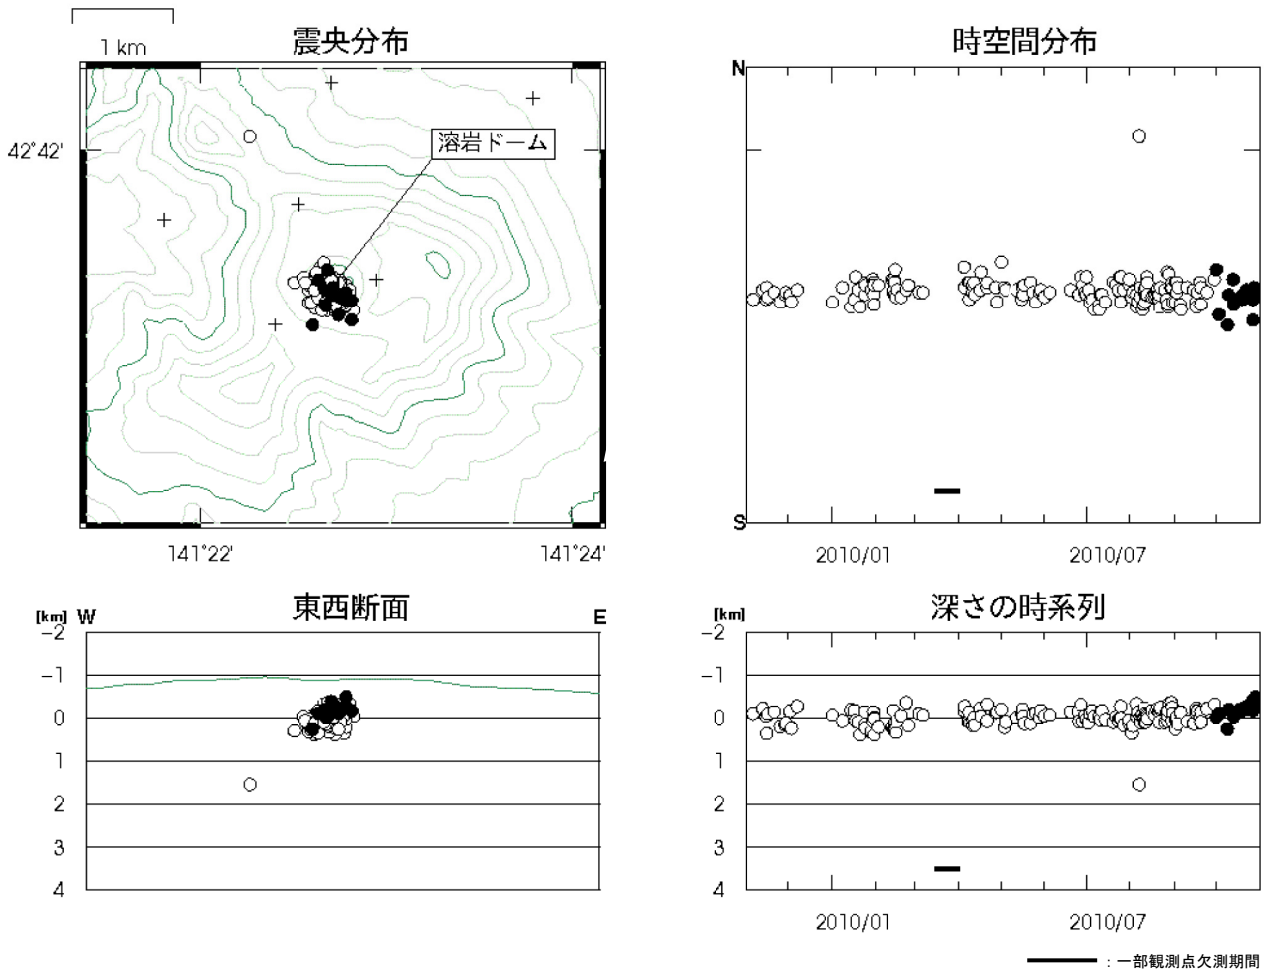 1 km
震央分布
時空間分布
溶岩ドーム
42°42'
141°22'
141°24'
N
S
2010/01
2010/07
東西断面
[km] W
E
−2
−1
0
1
2
3
4
深さの時系列
[km]
−2
−1
0
1
2
3
4
2010/01
2010/07
：一部観測点欠測期間